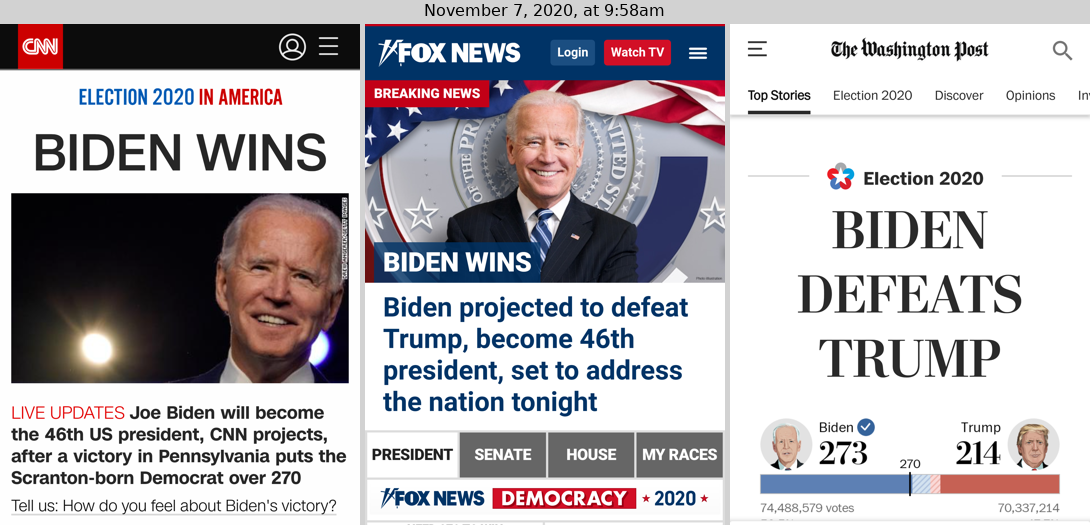 November 7, 2020, at 9:58am
CNN
ELECTION 2020 IN AMERICA
BIDEN WINS
LIVE UPDATES Joe Biden will become
the 46th US president, CNN projects,
after a victory in Pennsylvania puts the
Scranton-born Democrat over 270
Tell us: How do you feel about Biden's victory?
FOX NEWS
Login
Watch TV
BREAKING NEWS
BIDEN WINS
Biden projected to defeat
Trump, become 46th
president, set to address
the nation tonight
PRESIDENT
SENATE
HOUSE
MY RACES
FOX NEWS DEMOCRACY 2020
The Washington Post
Top Stories
Election 2020
Discover
Opinions
In
Election 2020
BIDEN
DEFEATS
TRUMP
Biden
273
Trump
214
270
74,488,579 votes
70,337,214